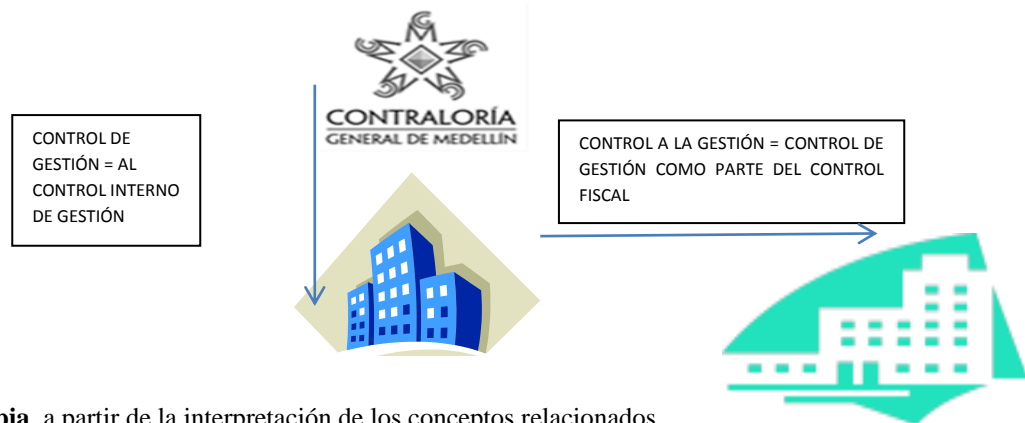 CONTRALORÍA
GENERAL DE MEDELLÍN
CONTROL DE
GESTIÓN = AL
CONTROL INTERNO
DE GESTIÓN
CONTROL A LA GESTIÓN = CONTROL DE
GESTIÓN COMO PARTE DEL CONTROL
FISCAL
a partir de la interpretación de los conceptos relacionados